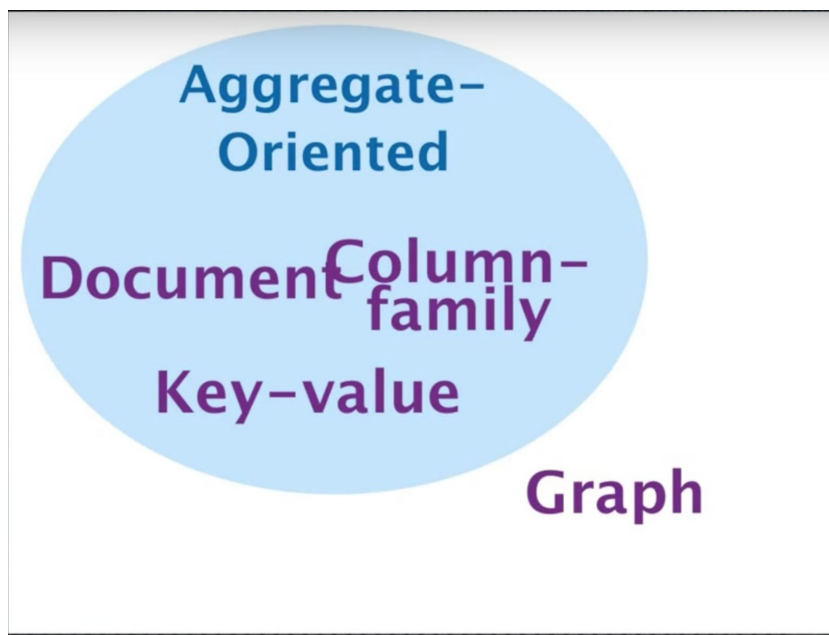 Aggregate-
Oriented
Document
Column-
family
Key-value
Graph